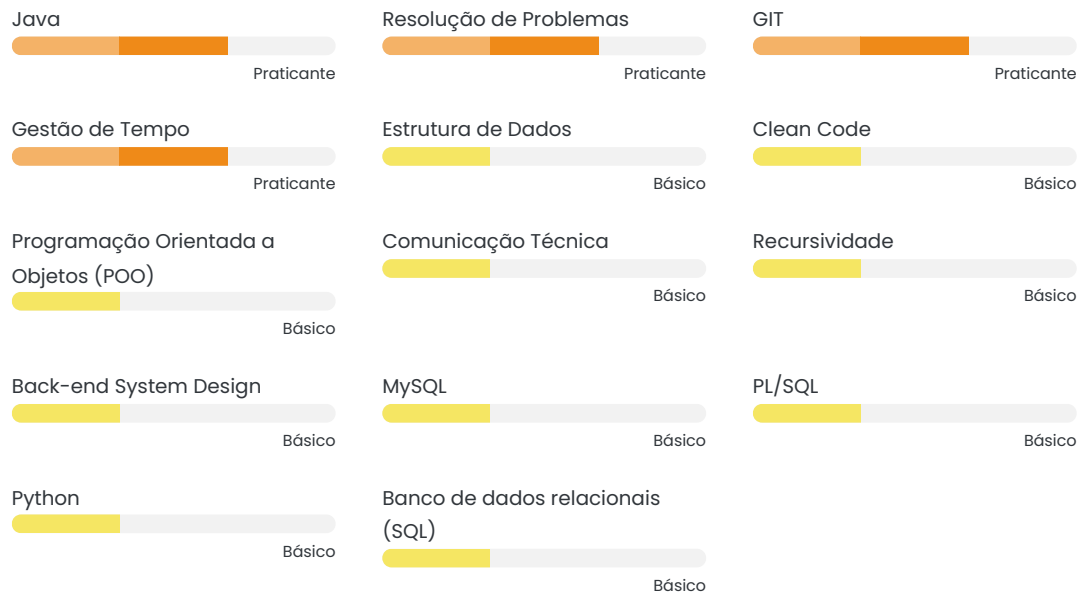 Java
Praticante
Resolução de Problemas
Praticante
GIT
Praticante
Gestão de Tempo
Praticante
Estrutura de Dados
Básico
Clean Code
Básico
Programação Orientada a
Objetos (POO)
Básico
Comunicação Técnica
Básico
Recursividade
Básico
Back-end System Design
Básico
MySQL
Básico
PL/SQL
Básico
Python
Básico
Banco de dados relacionais
(SQL)
Básico